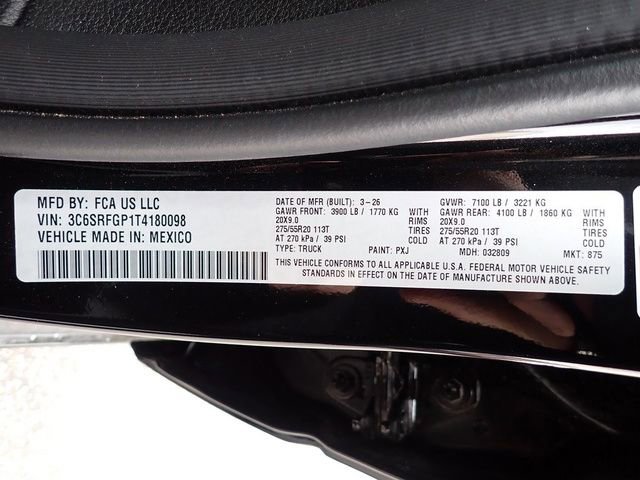 MFD BY: FCA US LLC
VIN: 3C6SRFGP1T4180098
VEHICLE MADE IN: MEXICO
DATE OF MFR (BUILT): 3-26 GVWR: 7100 LB / 3221 KG
GAWR FRONT: 3900 LB / 1770 KG WITH GAWR REAR: 4100 LB / 1860 KG WITH
20X9.0 RIMS 20X9.0 RIMS
275/55R20 113T TIRES 275/55R20 113T TIRES
AT 270 kPa / 39 PSI COLD AT 270 kPa / 39 PSI COLD
TYPE: TRUCK PAINT: PXJ MDH: 032809 MKT: 875
THIS VEHICLE CONFORMS TO ALL APPLICABLE U.S.A. FEDERAL MOTOR VEHICLE SAFETY
STANDARDS IN EFFECT ON THE DATE OF MANUFACTURE SHOWN ABOVE.